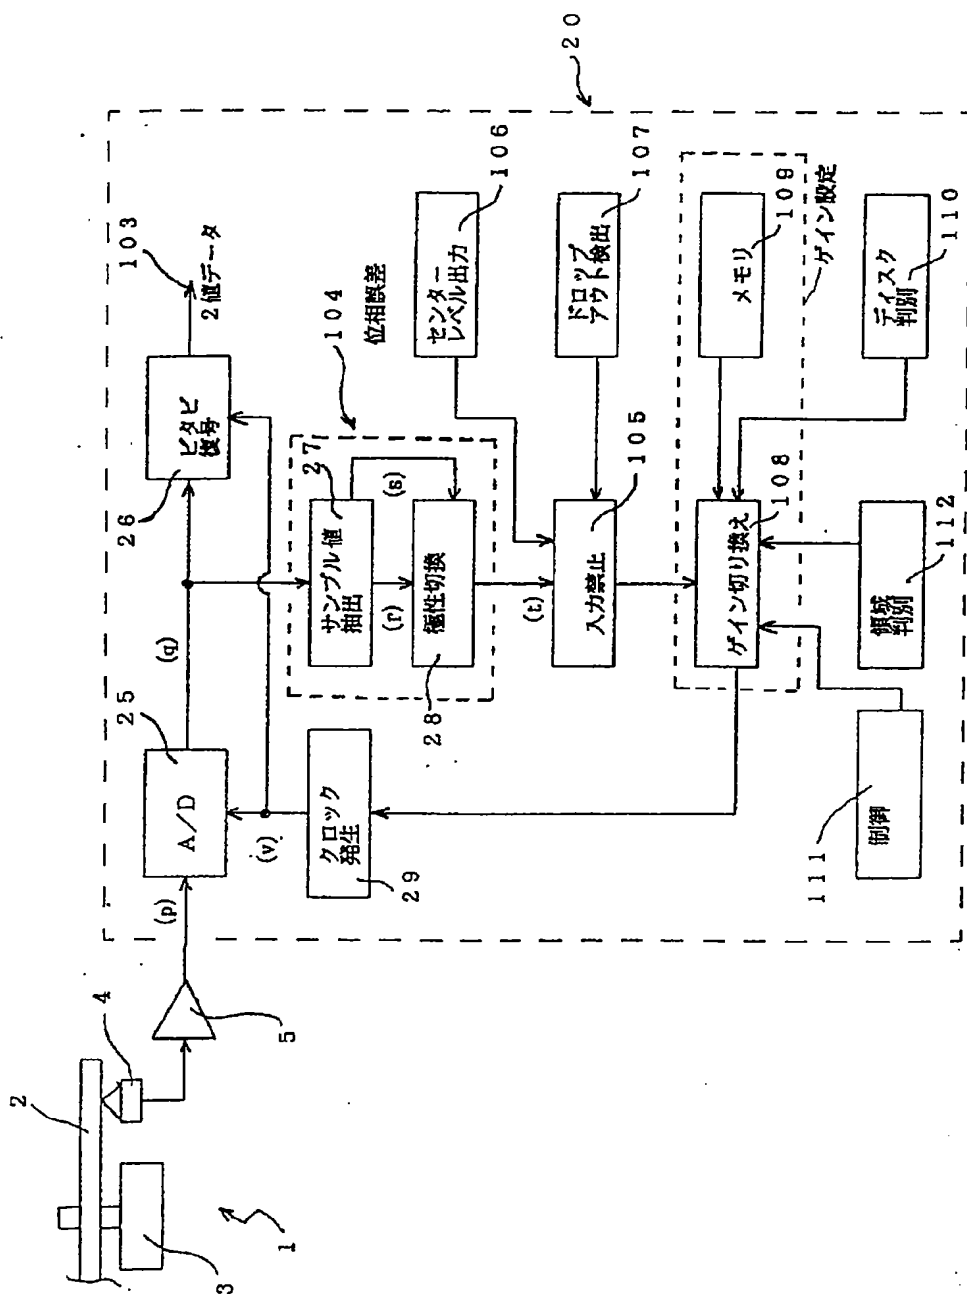 1
2
3
4
5
(p)
20
A/D
25
(q)
26
ビタビ
復号
103
2値データ
(v)
クロック
発生
29
サンプル値
抽出
27
(r)
(s)
極性切換
28
104
位相誤差
センター
レベル出力
106
(t)
入力禁止
105
ドロップ
アウト検出
107
ゲイン切り換え
108
メモリ
109
ゲイン設定
制御
111
領域
判別
112
ディスク
判別
110